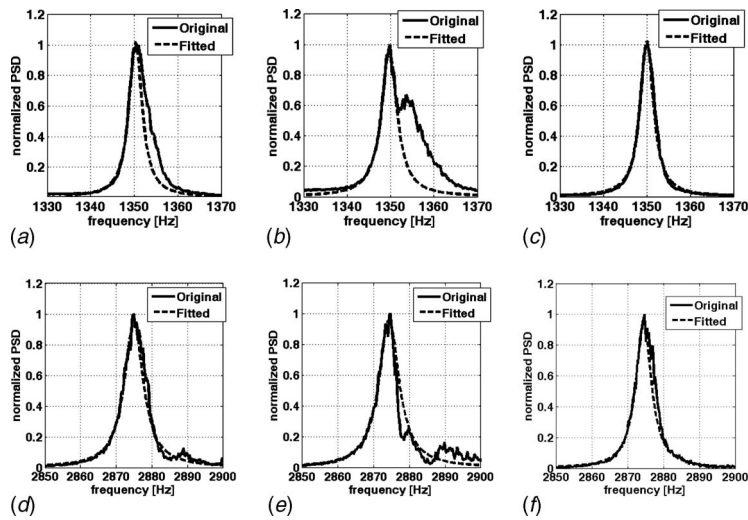 1.2
1
0.8
0.6
0.4
0.2
normalized PSD
Original
Fitted
1330 1340 1350 1360 1370
frequency [Hz]
(a)
1.2
1
0.8
0.6
0.4
0.2
0
normalized PSD
Original
Fitted
1330 1340 1350 1360 1370
frequency [Hz]
(b)
1.2
1
0.8
0.6
0.4
0.2
normalized PSD
Original
Fitted
1330 1340 1350 1360 1370
frequency [Hz]
(c)
1.2
1
0.8
0.6
0.4
0.2
0
normalized PSD
Original
Fitted
2850 2860 2870 2880 2890 2900
frequency [Hz]
(d)
1.2
1
0.8
0.6
0.4
0.2
0
normalized PSD
Original
Fitted
2850 2860 2870 2880 2890 2900
frequency [Hz]
(e)
1.2
1
0.8
0.6
0.4
0.2
0
normalized PSD
Original
Fitted
2850 2860 2870 2880 2890 2900
frequency [Hz]
(f)